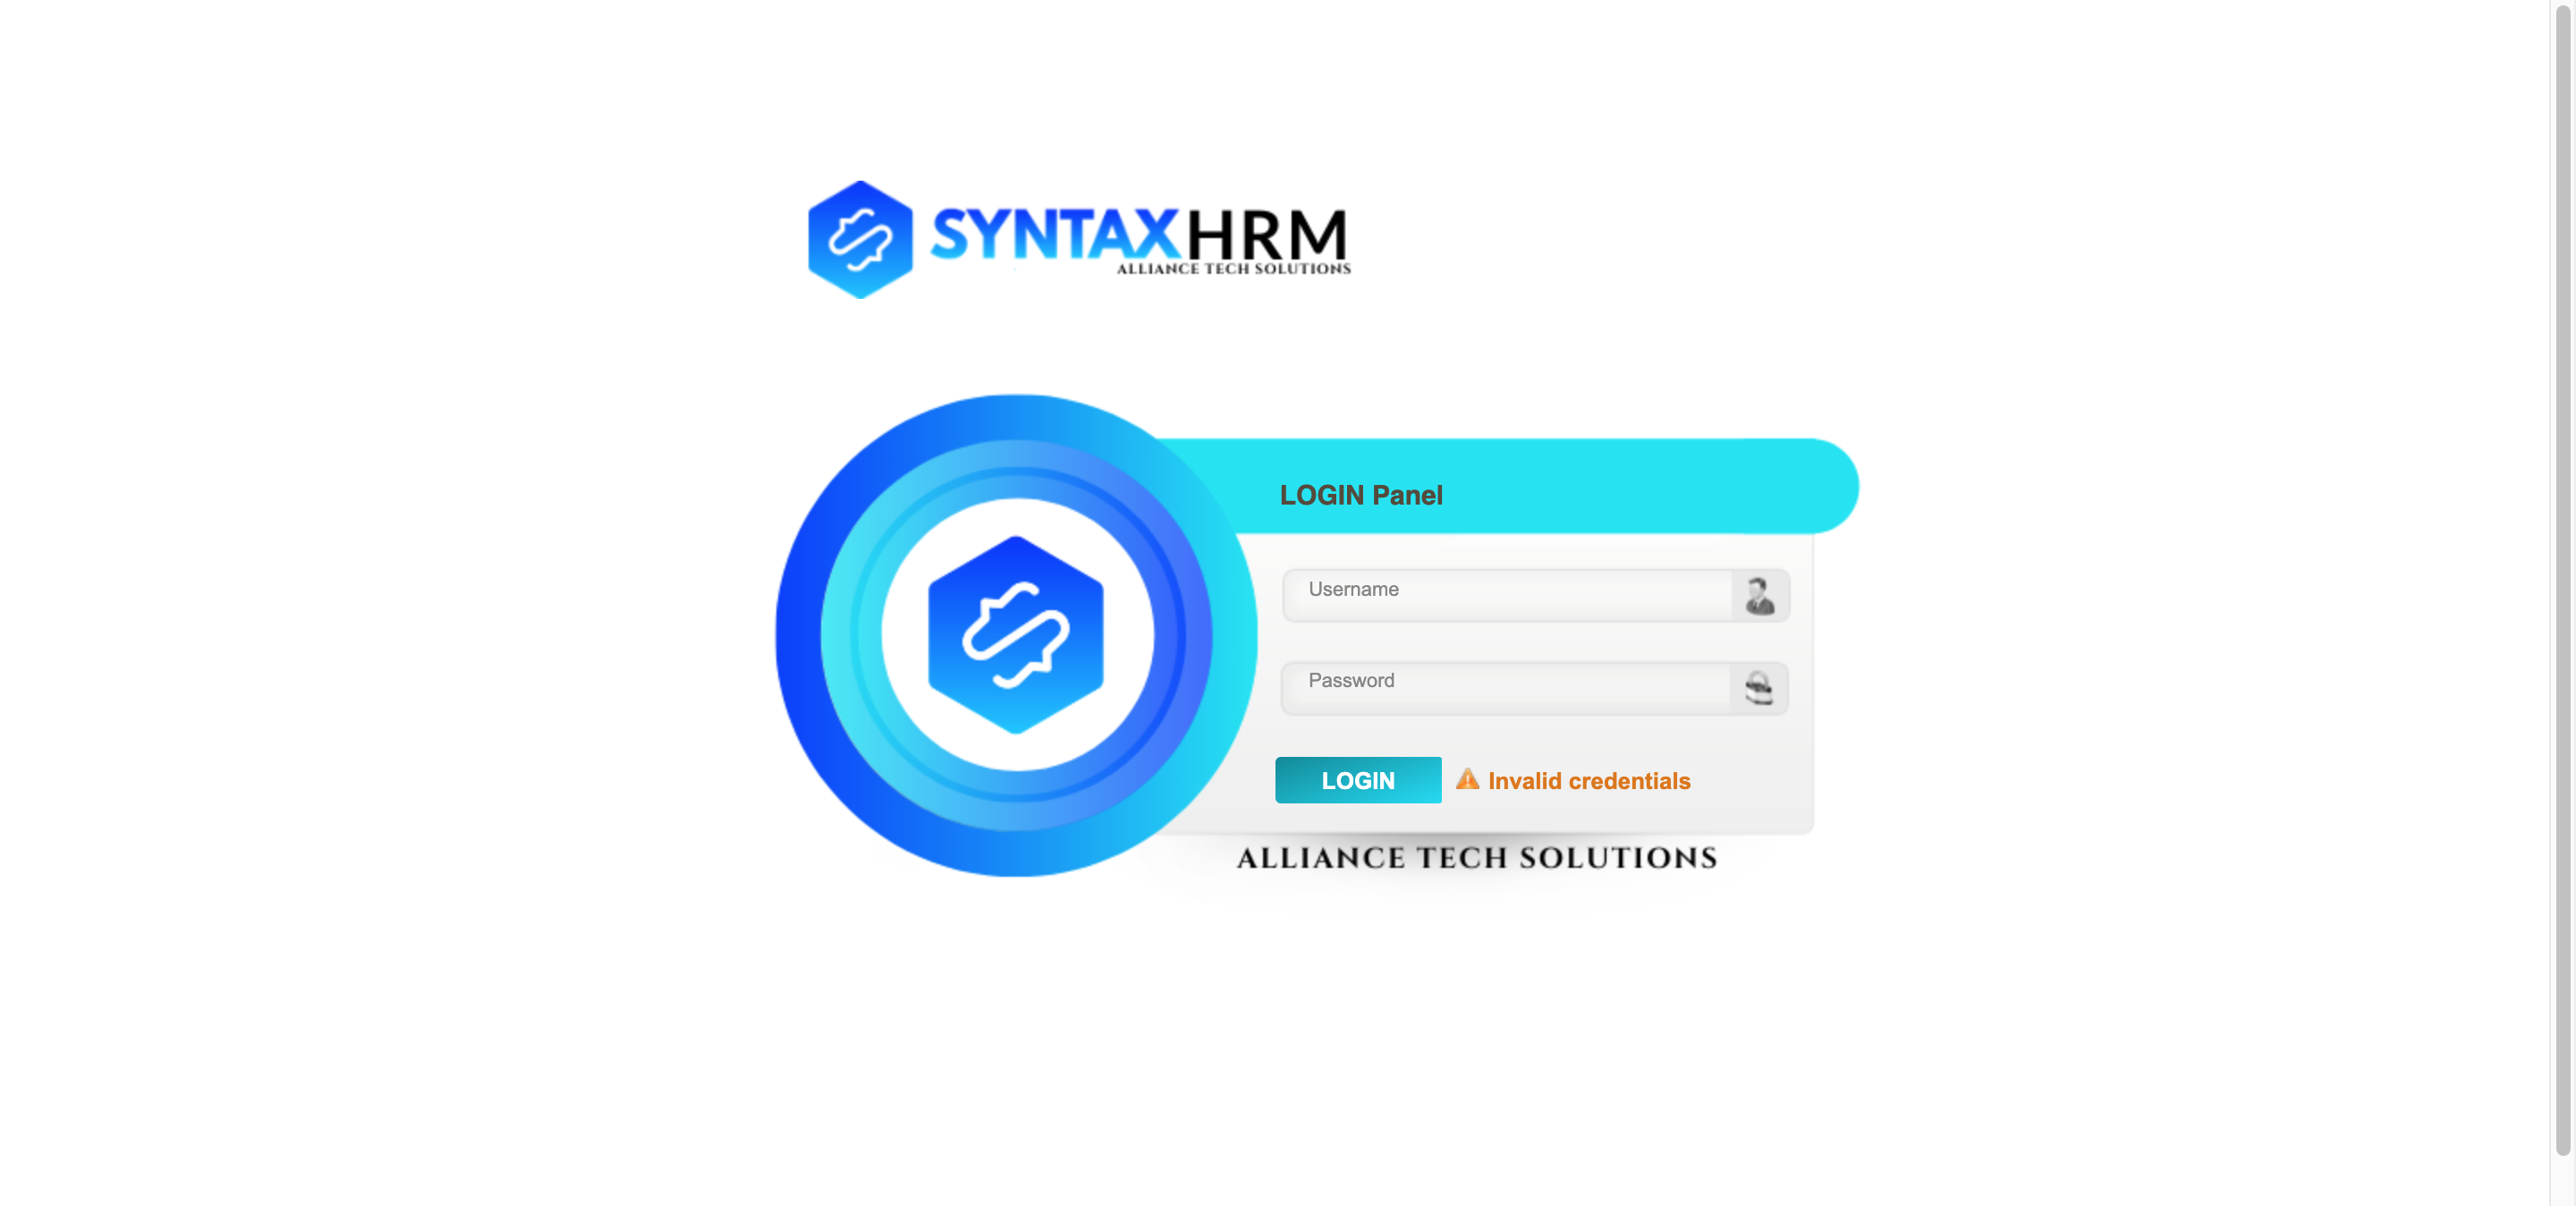 SYNTAXHRM
ALLIANCE TECH SOLUTIONS
LOGIN Panel
Username
Password
LOGIN
Invalid credentials
ALLIANCE TECH SOLUTIONS